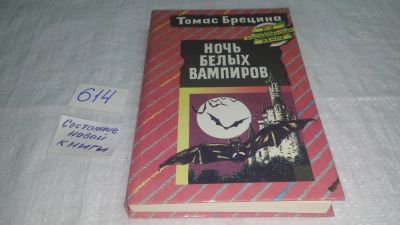 Томас Брецина
НОЧЬ
БЕЛЫХ
ВАМПИРОВ
614
Состояние
новой
книги